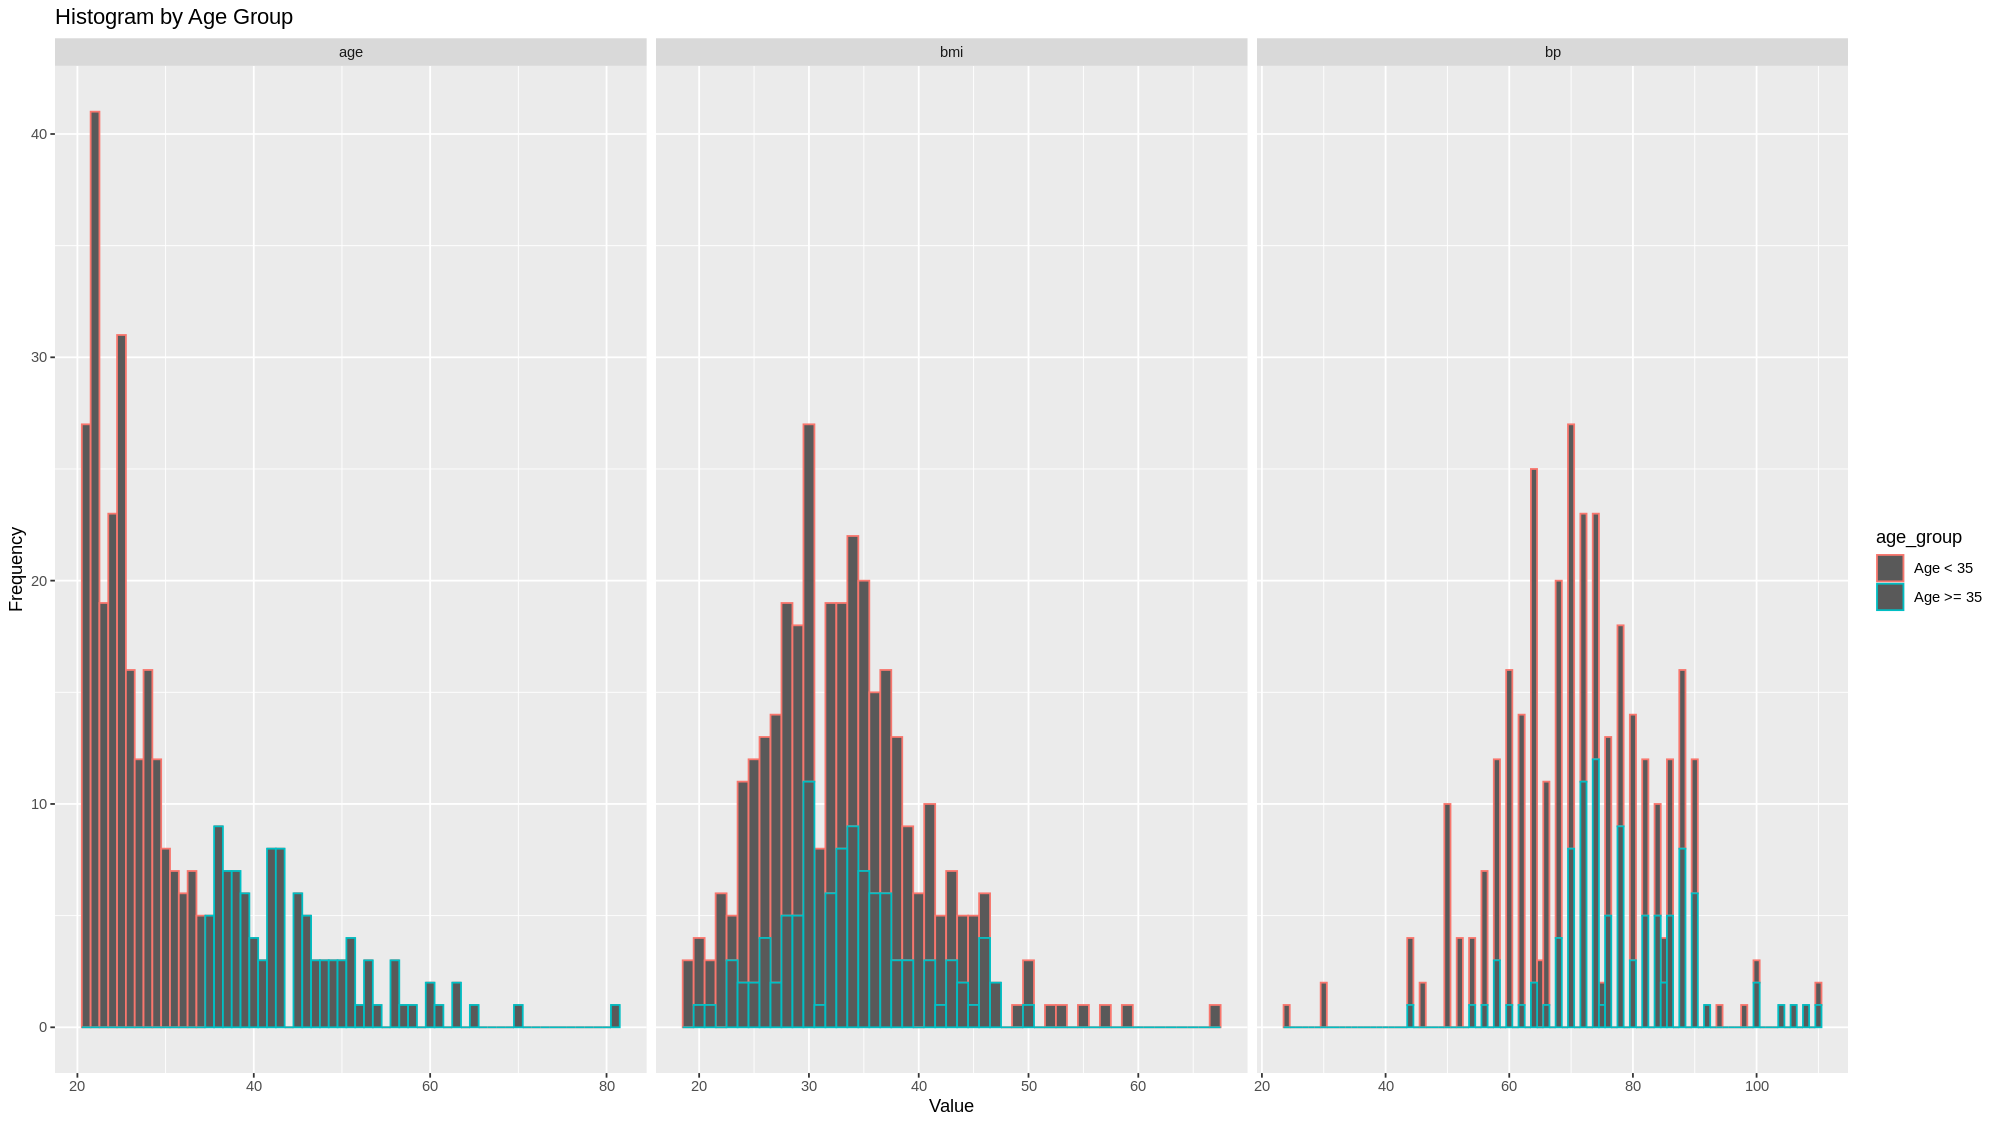 Histogram by Age Group
age
bmi
bp
40
30
20
10
0
Frequency
20 40 60 80
20 30 40 50 60
20 40 60 80 100
Value
age_group
Age < 35
Age >= 35